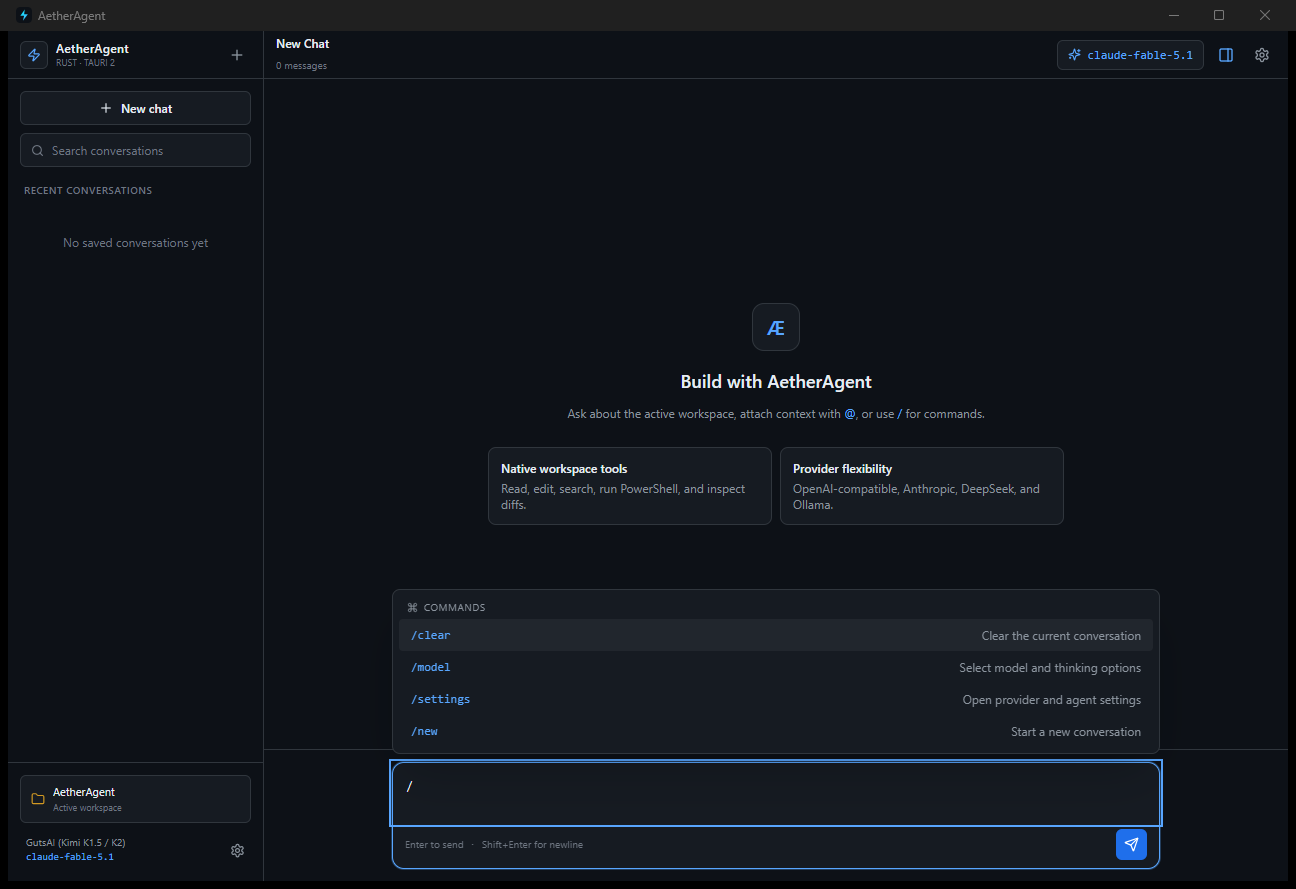 AetherAgent
AetherAgent
RUST · TAURI 2
New chat
Search conversations
RECENT CONVERSATIONS
No saved conversations yet
AetherAgent
Active workspace
GutsAI (Kimi K1.5 / K2)
claude-fable-5.1
New Chat
0 messages
claude-fable-5.1
Æ
Build with AetherAgent
Ask about the active workspace, attach context with @, or use / for commands.
Native workspace tools
Read, edit, search, run PowerShell, and inspect
diffs.
Provider flexibility
OpenAI-compatible, Anthropic, DeepSeek, and
Ollama.
⌘ COMMANDS
/clear Clear the current conversation
/model Select model and thinking options
/settings Open provider and agent settings
/new Start a new conversation
/
Enter to send · Shift+Enter for newline